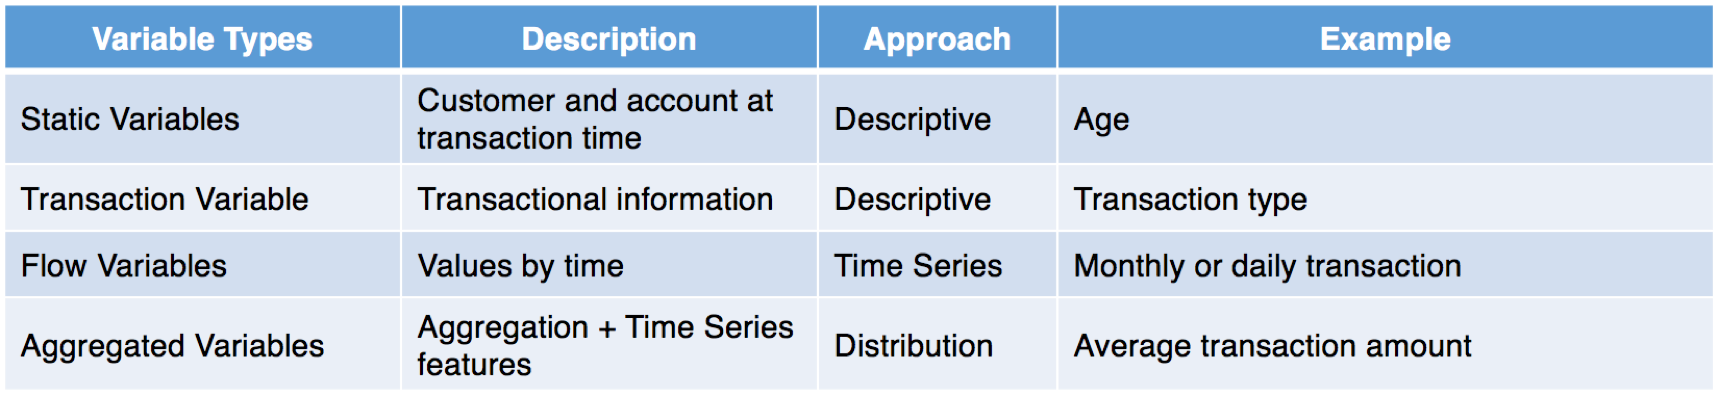 Variable Types Description Approach Example
Static Variables Customer and account at transaction time Descriptive Age
Transaction Variable Transactional information Descriptive Transaction type
Flow Variables Values by time Time Series Monthly or daily transaction
Aggregated Variables Aggregation + Time Series features Distribution Average transaction amount